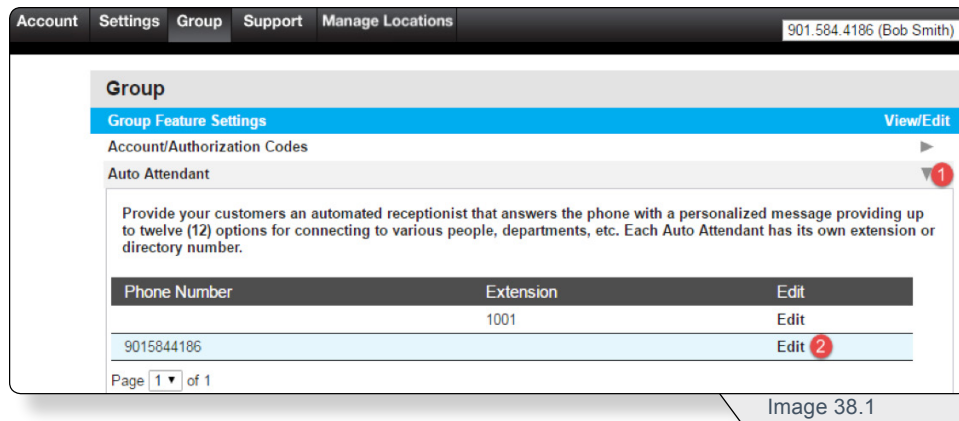 Account Settings Group Support Manage Locations
901.584.4186 (Bob Smith)
Group
Group Feature Settings View/Edit
Account/Authorization Codes
Auto Attendant 1
Provide your customers an automated receptionist that answers the phone with a personalized message providing up
to twelve (12) options for connecting to various people, departments, etc. Each Auto Attendant has its own extension or
directory number.
Phone Number Extension Edit
1001 Edit
9015844186 Edit 2
Page 1 of 1
Image 38.1